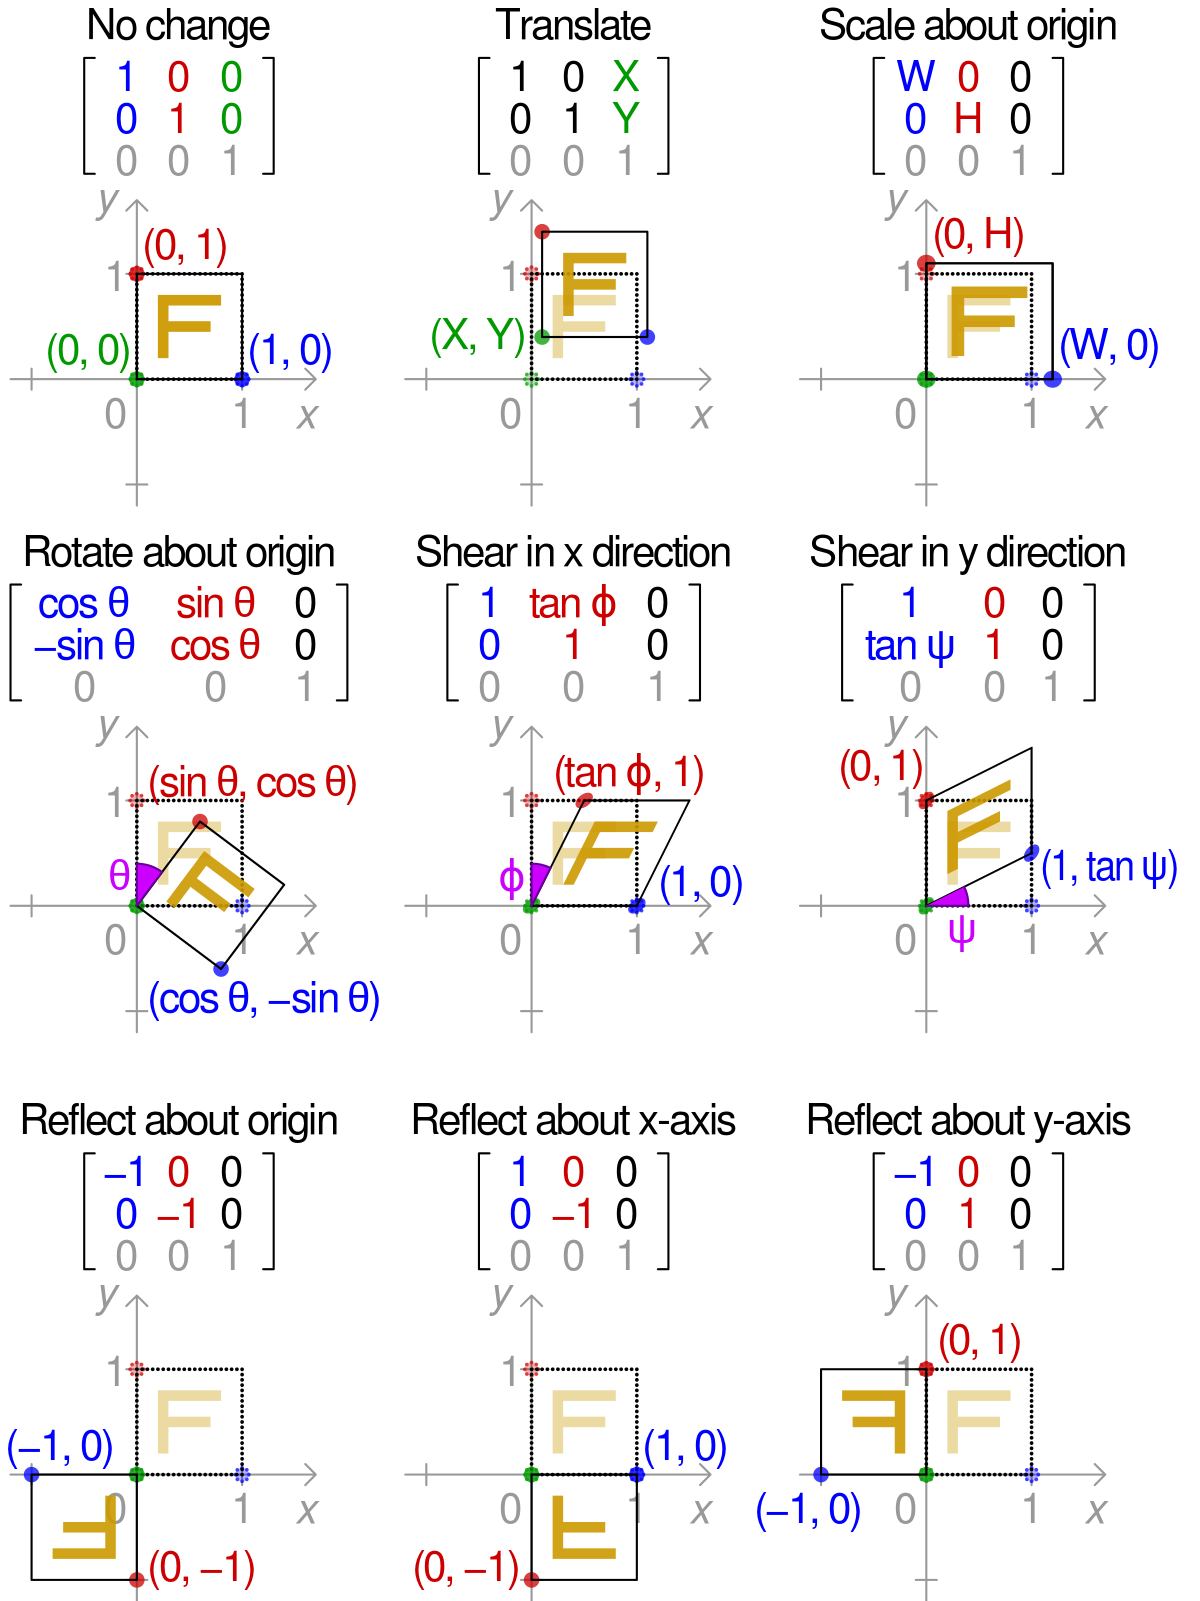 No change
1 0 0
0 1 0
0 0 1
y
(0, 1)
1
F
(0, 0)
(1, 0)
0
1
x
Translate
1 0 X
0 1 Y
0 0 1
y
1
F
F
(X, Y)
0
1
x
Scale about origin
W 0 0
0 H 0
0 0 1
y
(0, H)
1
F
F
(W, 0)
0
1
x
Rotate about origin
cos θ sin θ 0
−sin θ cos θ 0
0 0 1
y
(sin θ, cos θ)
1
F
F
θ
0
1
x
(cos θ, −sin θ)
Shear in x direction
1 tan ϕ 0
0 1 0
0 0 1
y
(tan ϕ, 1)
1
F
F
ϕ
(1, 0)
0
1
x
Shear in y direction
1 0 0
tan ψ 1 0
0 0 1
y
(0, 1)
1
F
F
(1, tan ψ)
ψ
0
1
x
Reflect about origin
−1 0 0
0 −1 0
0 0 1
y
1
F
(−1, 0)
0
1
x
F
(0, −1)
Reflect about x-axis
1 0 0
0 −1 0
0 0 1
y
1
F
(1, 0)
0
1
x
F
(0, −1)
Reflect about y-axis
−1 0 0
0 1 0
0 0 1
y
(0, 1)
1
F
F
(−1, 0)
0
1
x